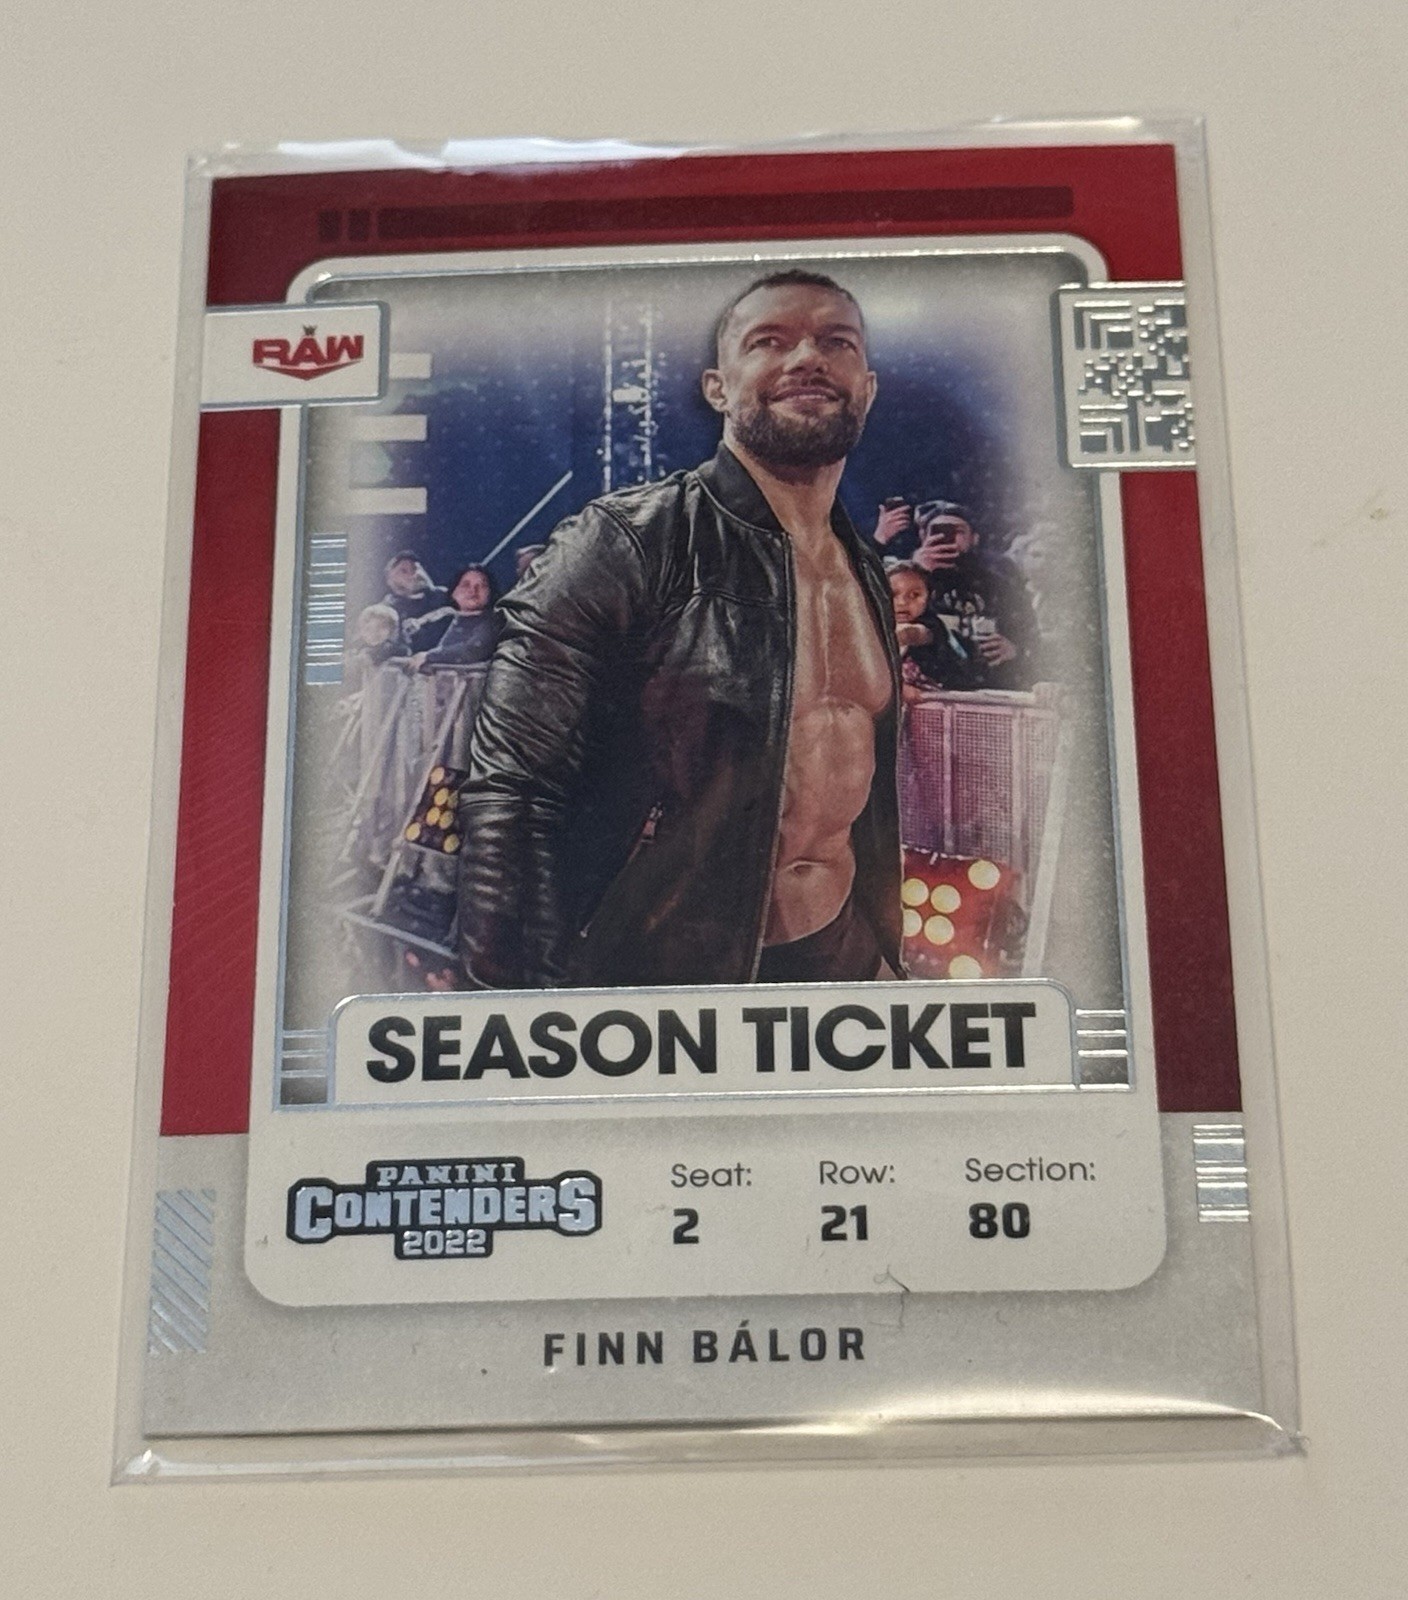 RAW
SEASON TICKET
PANINI
CONTENDERS
2022
Seat: Row: Section:
2 21 80
FINN BÁLOR